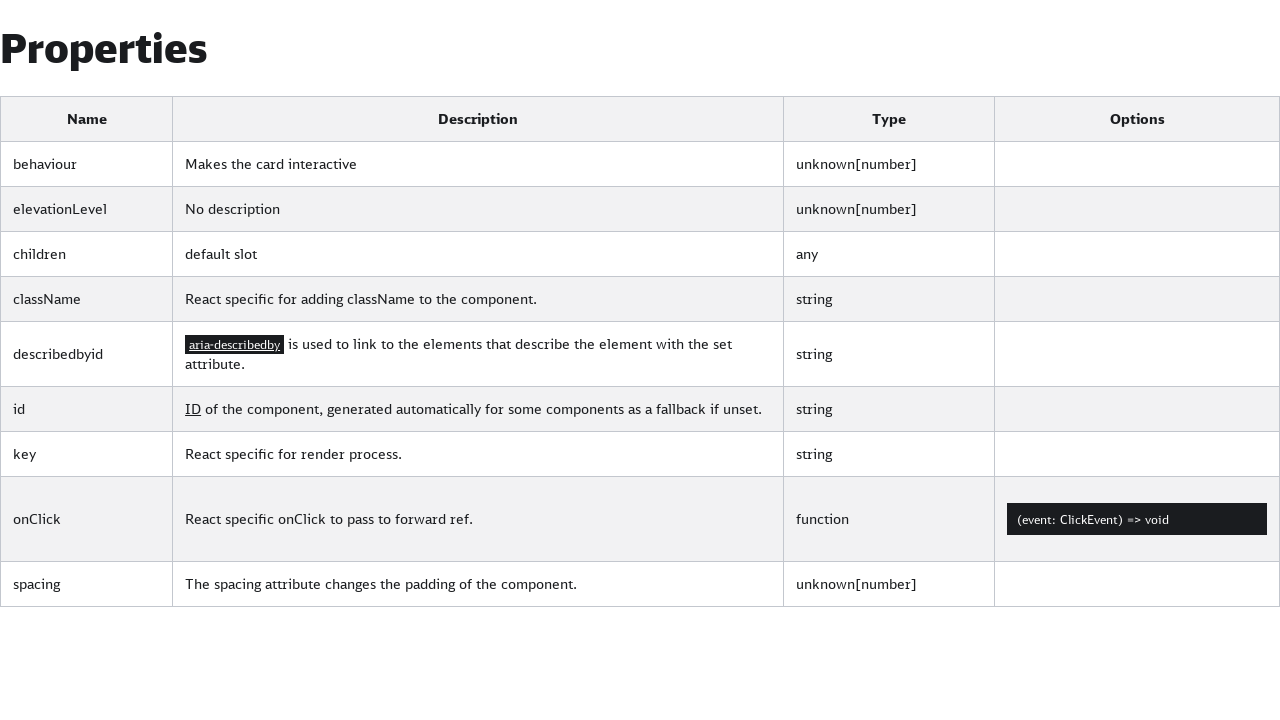 Properties
Name Description Type Options
behaviour Makes the card interactive unknown[number]
elevationLevel No description unknown[number]
children default slot any
className React specific for adding className to the component. string
describedbyid aria-describedby is used to link to the elements that describe the element with the set string
attribute.
id ID of the component, generated automatically for some components as a fallback if unset. string
key React specific for render process. string
onClick React specific onClick to pass to forward ref. function (event: ClickEvent) => void
spacing The spacing attribute changes the padding of the component. unknown[number]